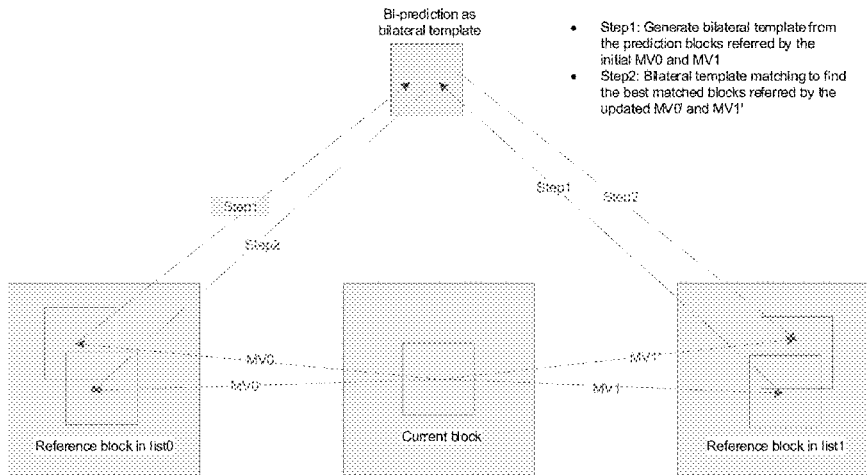 Bi-prediction as
bilateral template
• Step1: Generate bilateral template from
the prediction blocks referred by the
initial MV0 and MV1
• Step2: Bilateral template matching to find
the best matched blocks referred by the
updated MV0' and MV1'
Step1
Step2
Step1
Step2
MV0
MV0'
MV1'
MV1
Reference block in list0
Current block
Reference block in list1